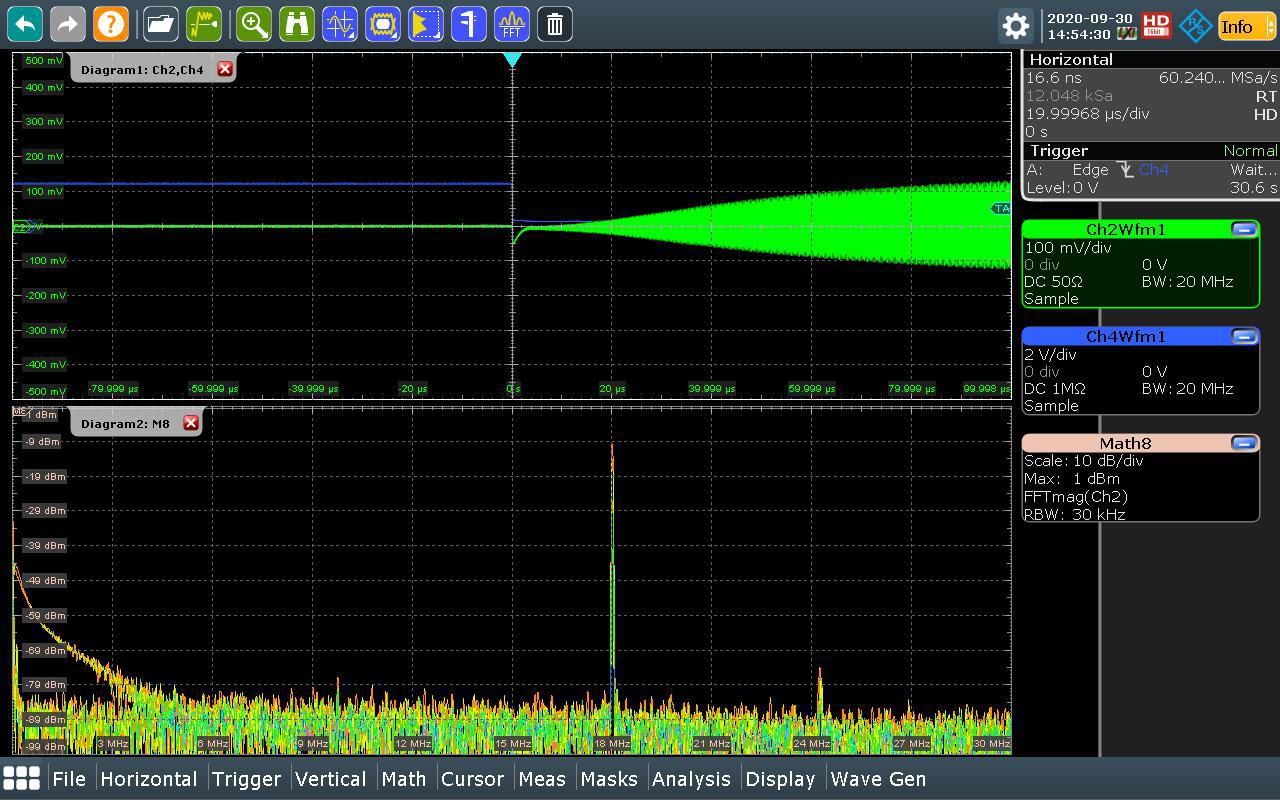 FFT
2020-09-30
14:54:30
HD
16bit
R&S
Info
Diagram1: Ch2,Ch4
500 mV
400 mV
300 mV
200 mV
100 mV
-100 mV
-200 mV
-300 mV
-400 mV
-500 mV
C2
TA
-79.999 µs
-59.999 µs
-39.999 µs
-20 µs
0 s
20 µs
39.999 µs
59.999 µs
79.999 µs
99.998 µs
Diagram2: M8
1 dBm
-9 dBm
-19 dBm
-29 dBm
-39 dBm
-49 dBm
-59 dBm
-69 dBm
-79 dBm
-89 dBm
-99 dBm
3 MHz
6 MHz
9 MHz
12 MHz
15 MHz
18 MHz
21 MHz
24 MHz
27 MHz
30 MHz
Horizontal
16.6 ns 60.240... MSa/s
12.048 kSa RT
19.99968 µs/div HD
0 s
Trigger Normal
A: Edge Ch4 Wait...
Level: 0 V 30.6 s
Ch2Wfm1
100 mV/div
0 div 0 V
DC 50Ω BW: 20 MHz
Sample
Ch4Wfm1
2 V/div
0 div 0 V
DC 1MΩ BW: 20 MHz
Sample
Math8
Scale: 10 dB/div
Max: 1 dBm
FFTmag(Ch2)
RBW: 30 kHz
File Horizontal Trigger Vertical Math Cursor Meas Masks Analysis Display Wave Gen